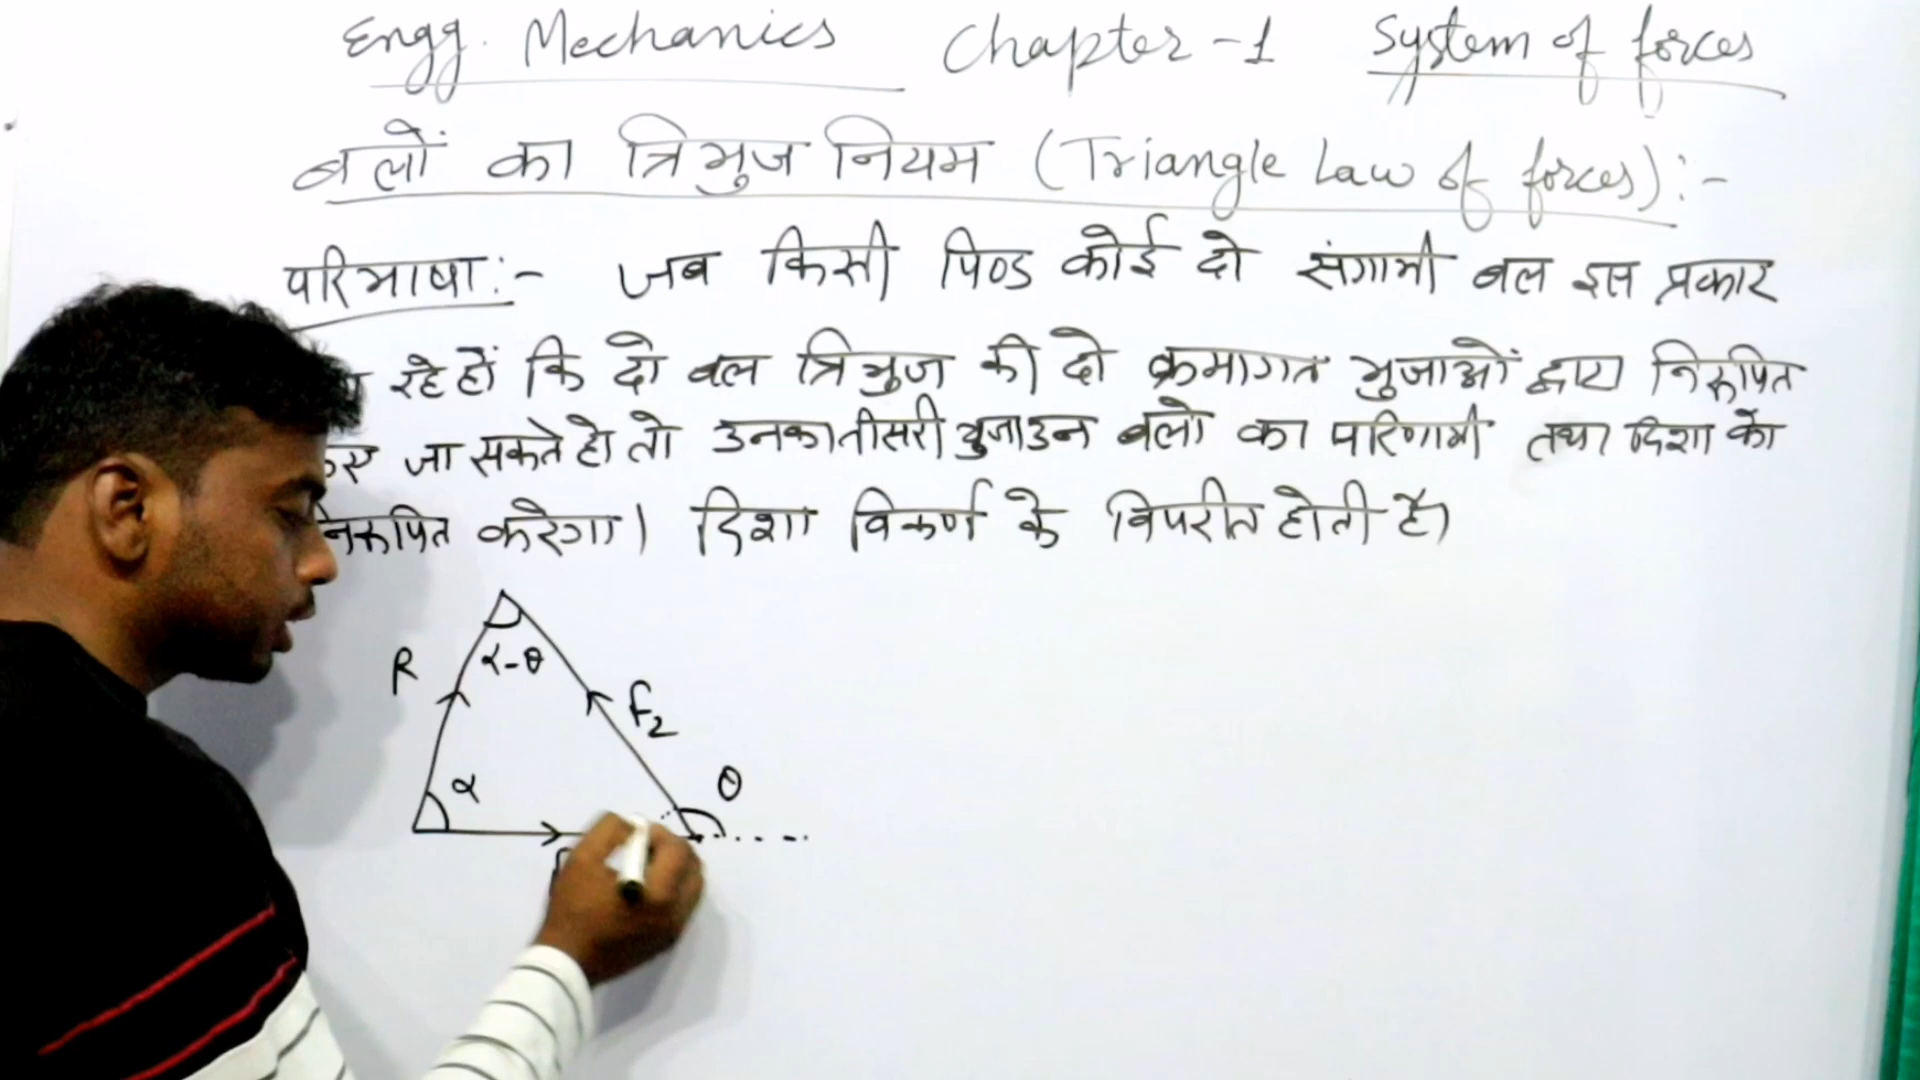 Engg. Mechanics Chapter-1 System of forces
बलों का त्रिभुज नियम (Triangle Law of forces):-
परिभाषा:- जब किसी पिण्ड कोई दो संगामी बल इस प्रकार
रहे हों कि दो बल त्रिभुज की दो क्रमागत भुजाओं द्वारा निरूपित
जा सकते हो तो उनका तीसरी भुजा उन बलो का परिणामी तथा दिशा को
निरूपित करेगा। दिशा विकर्ण के विपरीत होती है।
R
α-θ
F₂
α
θ